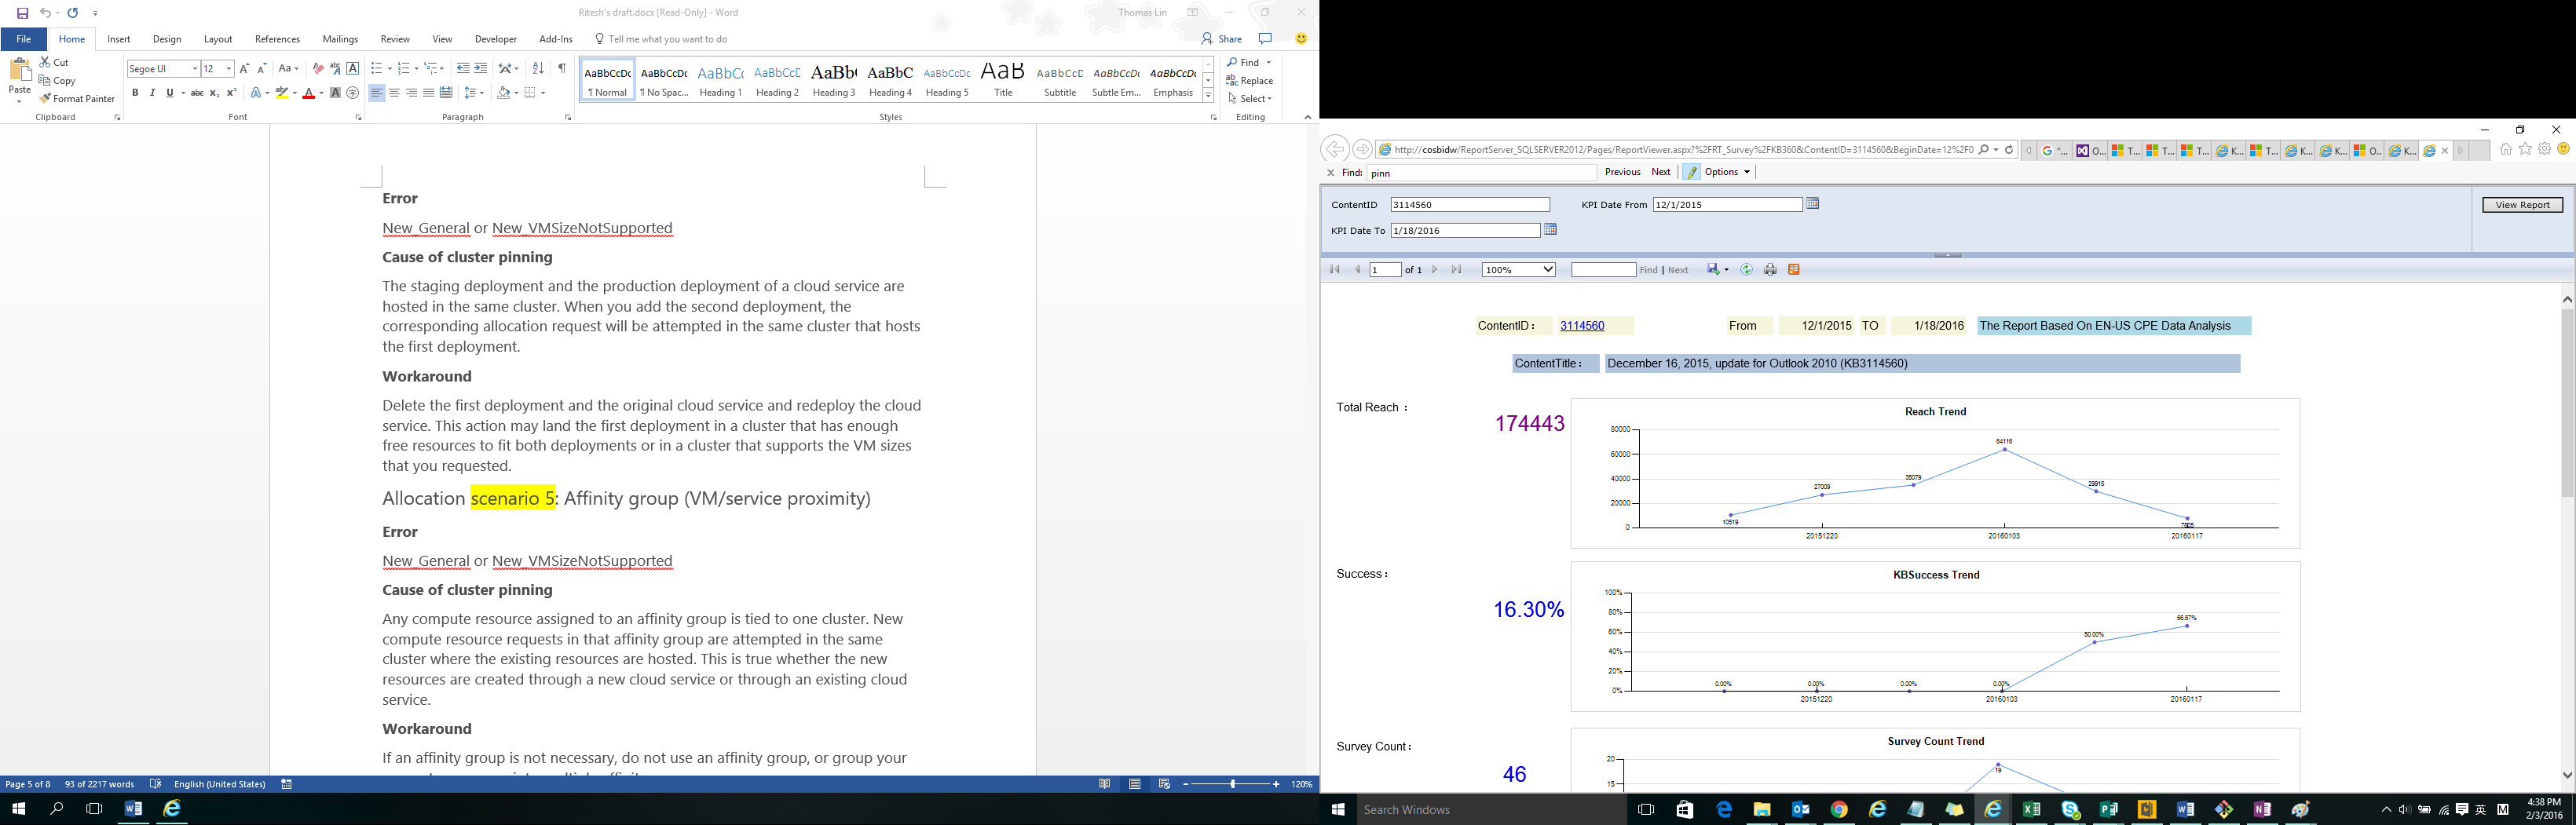 Ritesh's draft.docx [Read-Only] - Word
Thomas Lin
File Home Insert Design Layout References Mailings Review View Developer Add-Ins Tell me what you want to do Share
Paste
Cut
Copy
Format Painter
Clipboard
Segoe UI 12
Font
Paragraph
AaBbCcDc AaBbCcDc AaBbC AaBbCcE AaBb AaBbC AaBbCcDc AaB AaBbCcD AaBbCcDt AaBbCcDt
¶ Normal ¶ No Spac... Heading 1 Heading 2 Heading 3 Heading 4 Heading 5 Title Subtitle Subtle Em... Emphasis
Styles
Find
Replace
Select
Editing
Error
New_General or New_VMSizeNotSupported
Cause of cluster pinning
The staging deployment and the production deployment of a cloud service are
hosted in the same cluster. When you add the second deployment, the
corresponding allocation request will be attempted in the same cluster that hosts
the first deployment.
Workaround
Delete the first deployment and the original cloud service and redeploy the cloud
service. This action may land the first deployment in a cluster that has enough
free resources to fit both deployments or in a cluster that supports the VM sizes
that you requested.
Allocation scenario 5: Affinity group (VM/service proximity)
Error
New_General or New_VMSizeNotSupported
Cause of cluster pinning
Any compute resource assigned to an affinity group is tied to one cluster. New
compute resource requests in that affinity group are attempted in the same
cluster where the existing resources are hosted. This is true whether the new
resources are created through a new cloud service or through an existing cloud
service.
Workaround
If an affinity group is not necessary, do not use an affinity group, or group your
Page 5 of 8 93 of 2217 words English (United States) 120%
http://cosbidw/ReportServer_SQLSERVER2012/Pages/ReportViewer.aspx?%2fRT_Survey%2FKB360&ContentID=3114560&BeginDate=12%2F0
"... O... T... T... T... K... T... K... K... O... K...
X Find: pinn Previous Next Options
ContentID 3114560 KPI Date From 12/1/2015
View Report
KPI Date To 1/18/2016
1 of 1 100% Find | Next
ContentID : 3114560 From 12/1/2015 TO 1/18/2016 The Report Based On EN-US CPE Data Analysis
ContentTitle : December 16, 2015, update for Outlook 2010 (KB3114560)
Total Reach :
174443
Reach Trend
80000
60000
40000
20000
0
10519
27009
35079
64116
29915
7805
20151220 20160103 20160117
Success :
16.30%
KBSuccess Trend
100%
80%
60%
40%
20%
0%
0.00% 0.00% 0.00% 0.00% 50.00% 66.67%
20151220 20160103 20160117
Survey Count :
46
Survey Count Trend
20
15
19
Search Windows
英
M
4:38 PM
2/3/2016